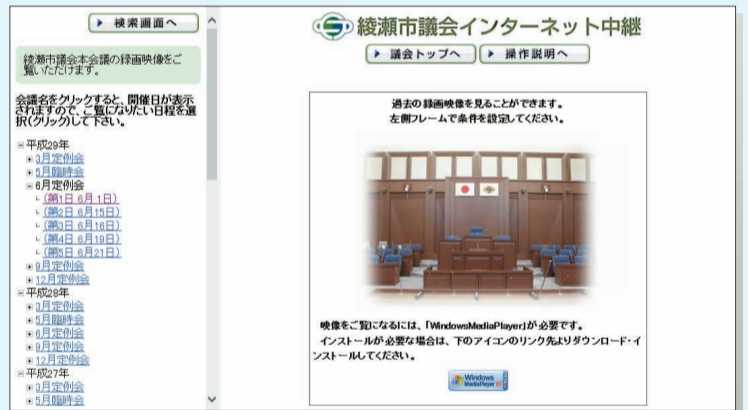 検索画面へ
綾瀬市議会本会議の録画映像をご
覧いただけます。
会議名をクリックすると、開催日が表示
されますので、ご覧になりたい日程を選
択(クリック)して下さい。
平成29年
3月定例会
5月臨時会
6月定例会
(第1日 6月 1日)
(第2日 6月15日)
(第3日 6月16日)
(第4日 6月19日)
(第5日 6月21日)
9月定例会
12月定例会
平成28年
3月定例会
5月臨時会
6月定例会
9月定例会
12月定例会
平成27年
3月定例会
5月臨時会
綾瀬市議会インターネット中継
議会トップへ
操作説明へ
過去の録画映像を見ることができます。
左側フレームで条件を設定してください。
映像をご覧になるには、「WindowsMediaPlayer」が必要です。
インストールが必要な場合は、下のアイコンのリンク先よりダウンロード・イ
ンストールしてください。
Windows
MediaPlayer